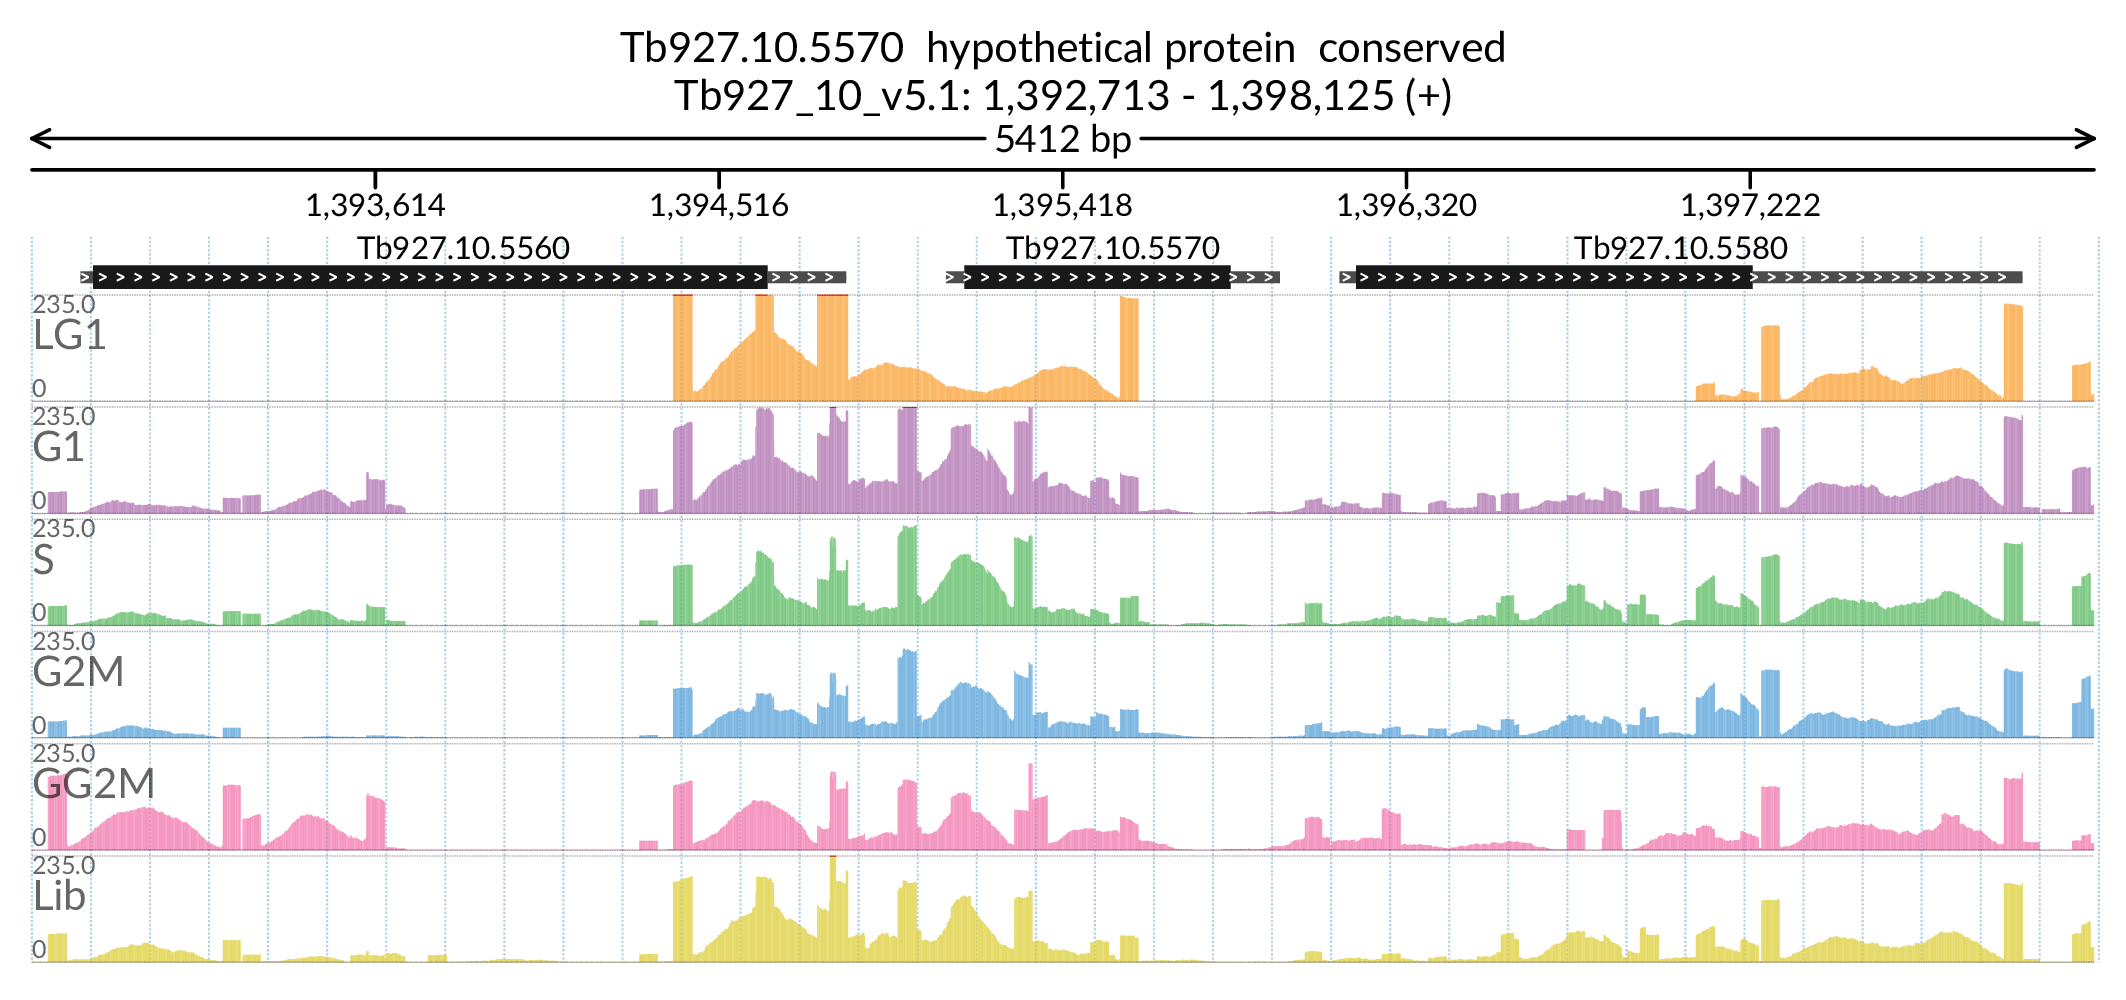 Tb927.10.5570 hypothetical protein conserved
Tb927_10_v5.1: 1,392,713 - 1,398,125 (+)
5412 bp
1,393,614 1,394,516 1,395,418 1,396,320 1,397,222
Tb927.10.5560 Tb927.10.5570 Tb927.10.5580
235.0
LG1
0
235.0
G1
0
235.0
S
0
235.0
G2M
0
235.0
GG2M
0
235.0
Lib
0